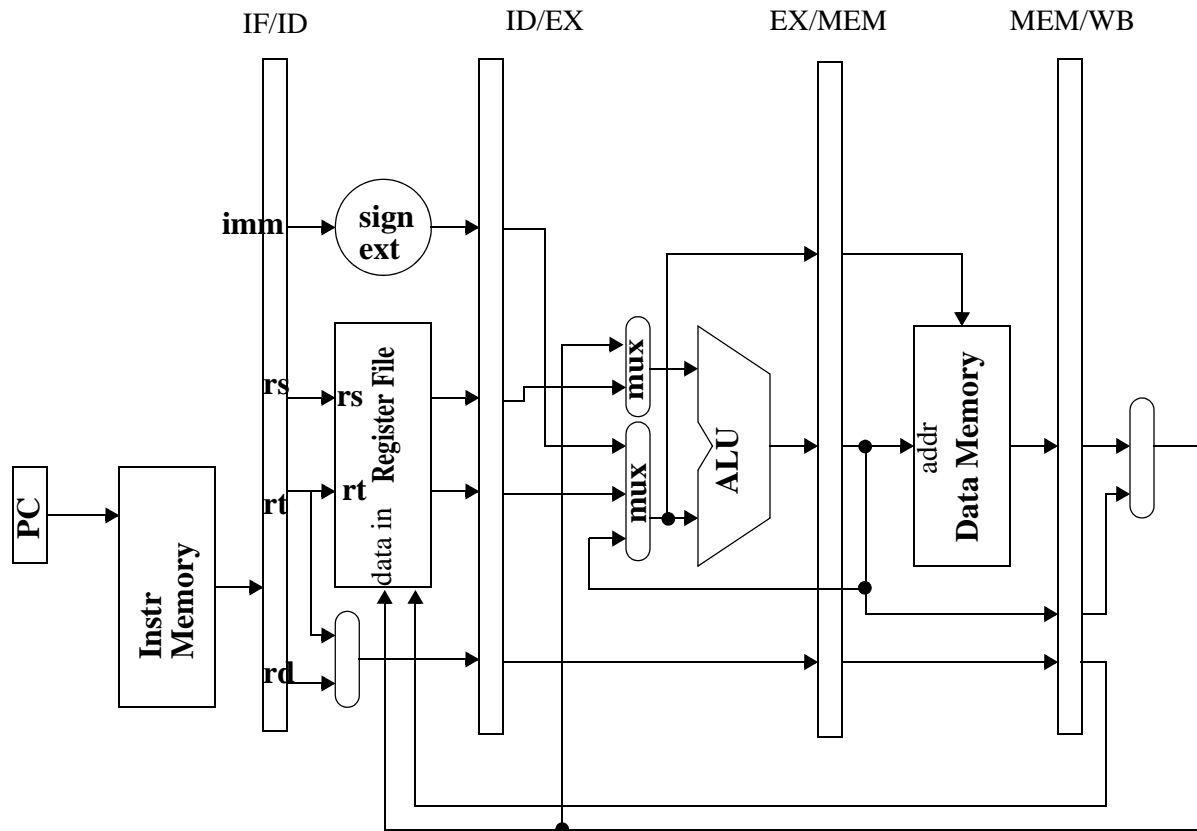 IF/ID
ID/EX
EX/MEM
MEM/WB
imm
sign
ext
rs
rs
Register File
rt
rt
data in
rd
PC
Instr
Memory
mux
mux
ALU
addr
Data Memory